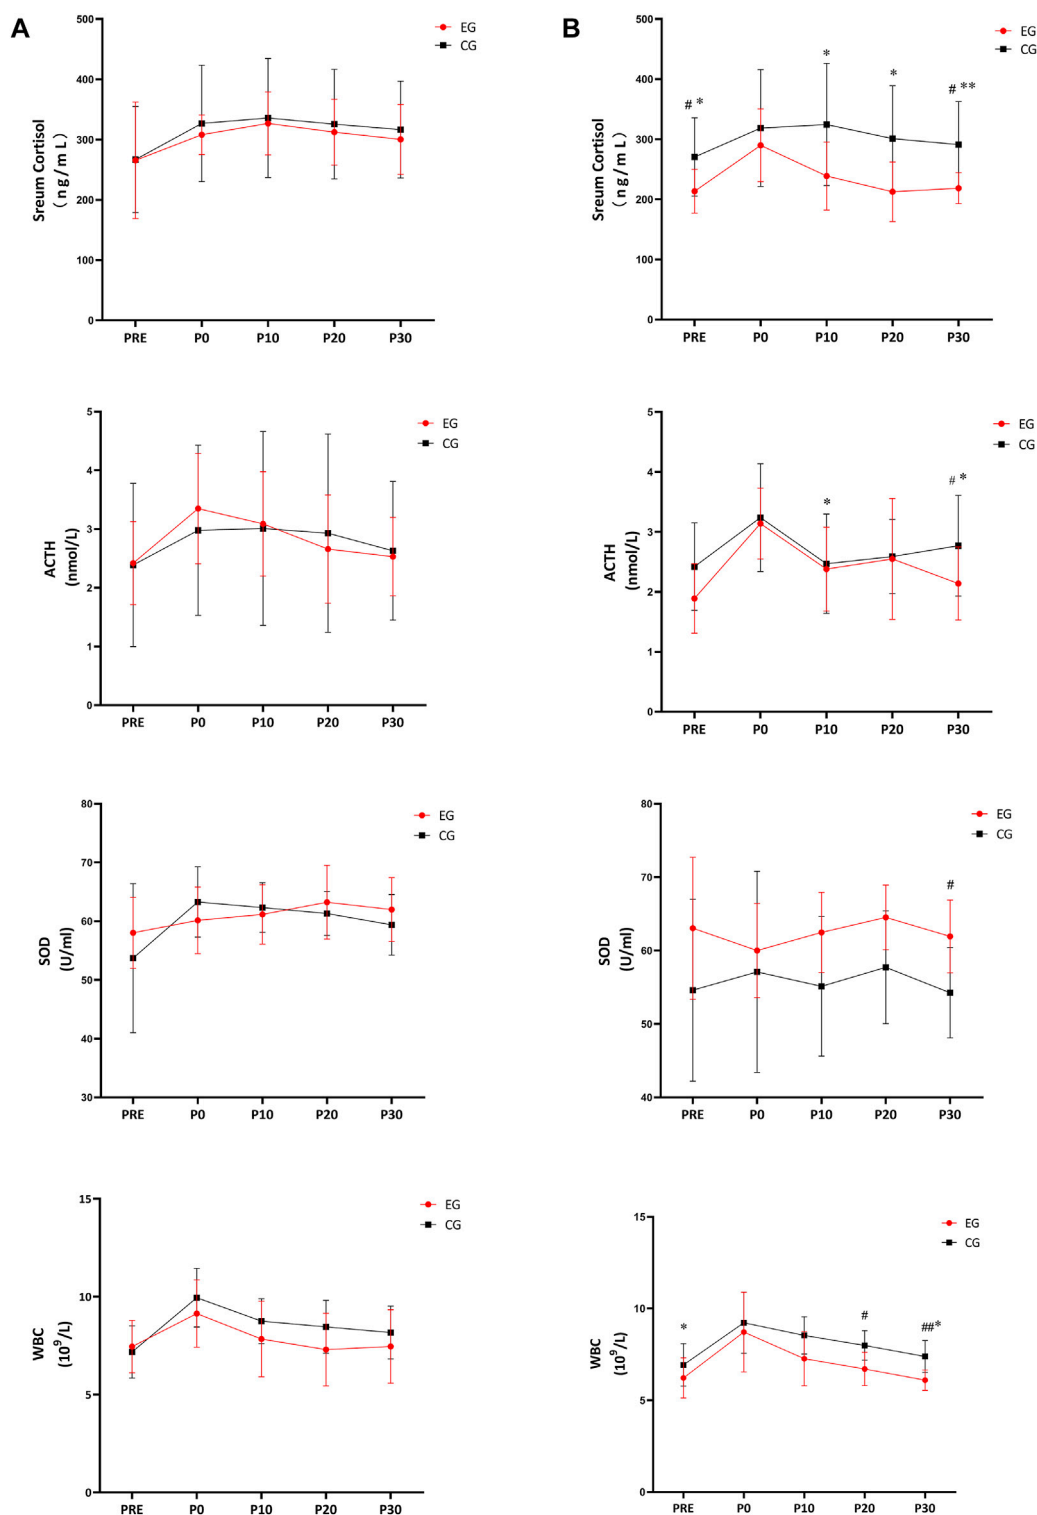 A
EG
CG
500
400
300
200
100
0
Sreum Cortisol
( ng/mL)
PRE P0 P10 P20 P30
B
EG
CG
500
400
300
200
100
0
Sreum Cortisol
( ng/mL)
# *
*
*
# **
PRE P0 P10 P20 P30
EG
CG
5
4
3
2
1
0
ACTH
(nmol/L)
PRE P0 P10 P20 P30
EG
CG
5
4
3
2
1
0
ACTH
(nmol/L)
*
# *
PRE P0 P10 P20 P30
EG
CG
80
70
60
50
40
30
SOD
(U/ml)
PRE P0 P10 P20 P30
EG
CG
80
70
60
50
40
SOD
(U/ml)
#
PRE P0 P10 P20 P30
EG
CG
15
10
5
0
WBC
(10⁹/L)
PRE P0 P10 P20 P30
EG
CG
15
10
5
0
WBC
(10⁹/L)
*
#
##*
PRE P0 P10 P20 P30